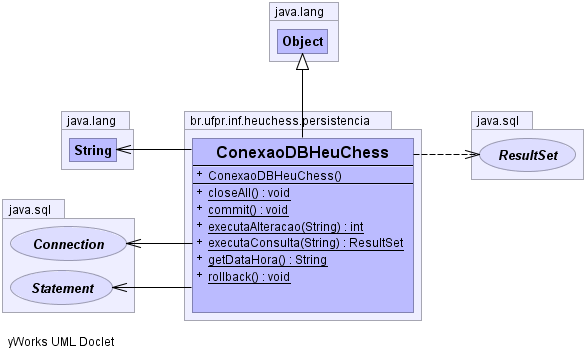 java.lang
Object
java.lang
String
br.ufpr.inf.heuchess.persistencia
ConexaoDBHeuChess
+ ConexaoDBHeuChess()
+ closeAll() : void
+ commit() : void
+ executaAlteracao(String) : int
+ executaConsulta(String) : ResultSet
+ getDataHora() : String
+ rollback() : void
java.sql
ResultSet
java.sql
Connection
Statement
yWorks UML Doclet